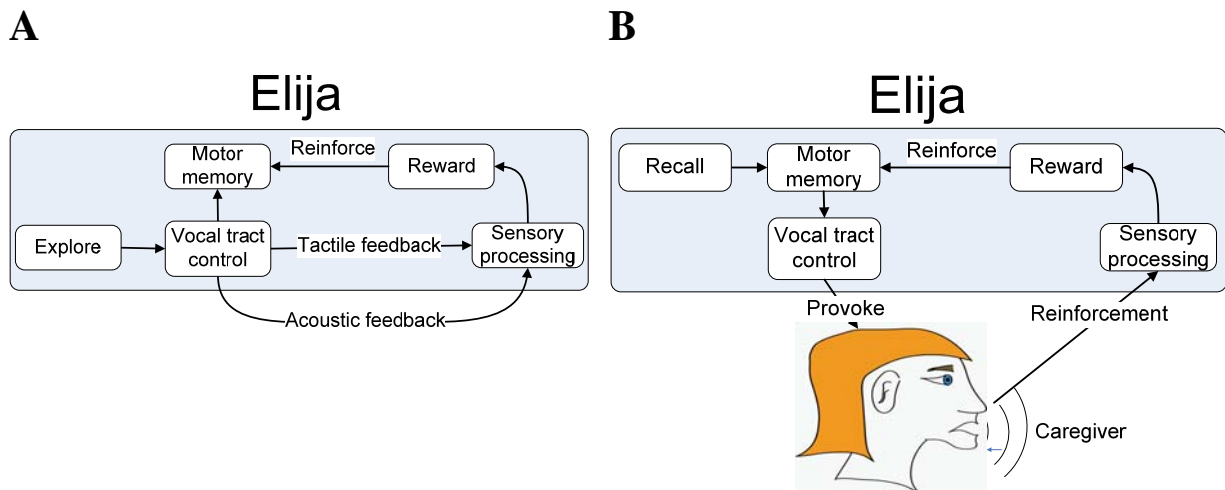 A
Elija
Reinforce
Motor
memory
Reward
Explore
Vocal tract
control
Tactile feedback
Sensory
processing
Acoustic feedback
B
Elija
Recall
Motor
memory
Reinforce
Reward
Vocal tract
control
Sensory
processing
Provoke
Reinforcement
Caregiver